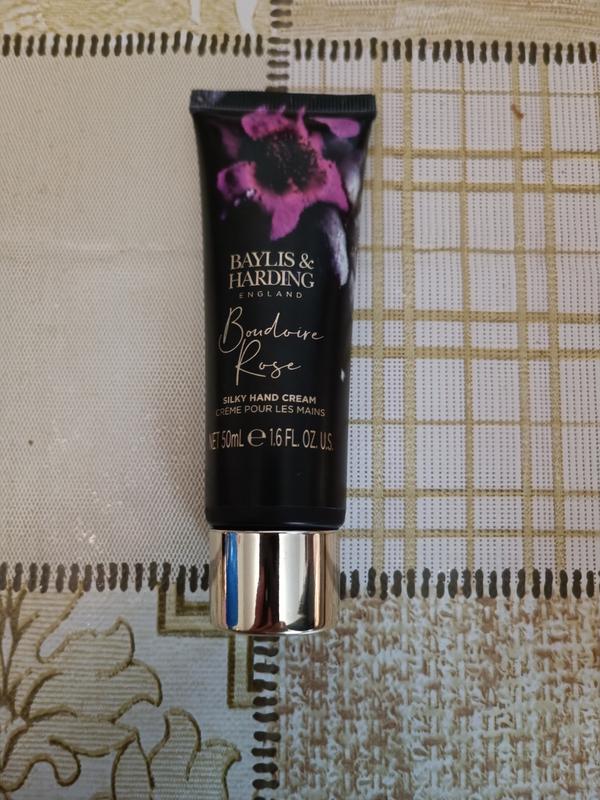 BAYLIS &
HARDING
ENGLAND
Boudoire
Rose
SILKY HAND CREAM
CRÈME POUR LES MAINS
NET 50mL ℮ 1.6 FL. OZ. U.S.